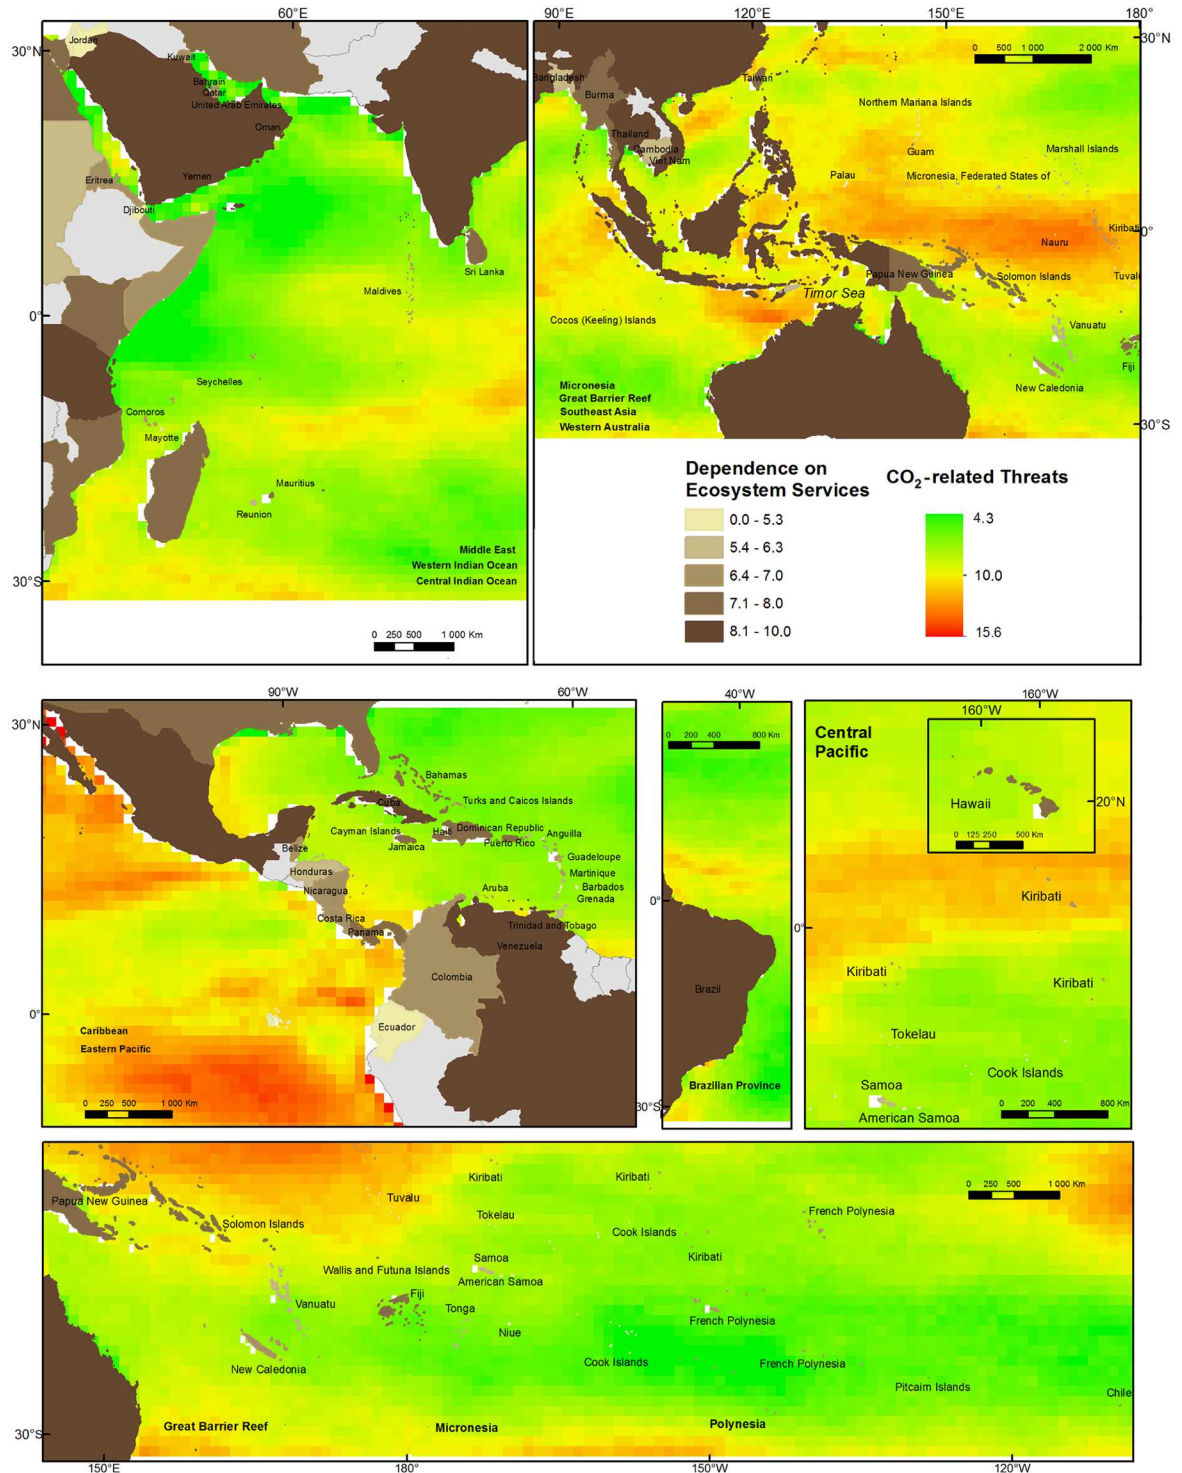 60°E
30°N
0°
30°S
Jordan
Kuwait
Bahrain
Qatar
United Arab Emirates
Oman
Yemen
Eritrea
Djibouti
Sri Lanka
Maldives
Seychelles
Comoros
Mayotte
Mauritius
Reunion
Middle East
Western Indian Ocean
Central Indian Ocean
0 250 500 1 000 Km
90°E 120°E 150°E 180°
30°N
0 500 1 000 2 000 Km
Bangladesh
Taiwan
Burma
Northern Mariana Islands
Thailand
Cambodia
Viet Nam
Guam
Marshall Islands
Palau
Micronesia, Federated States of
Kiribati
0°
Nauru
Papua New Guinea
Solomon Islands
Tuval
Timor Sea
Cocos (Keeling) Islands
Vanuatu
Fiji
New Caledonia
Micronesia
Great Barrier Reef
Southeast Asia
Western Australia
30°S
Dependence on
Ecosystem Services
0.0 - 5.3
5.4 - 6.3
6.4 - 7.0
7.1 - 8.0
8.1 - 10.0
CO2-related Threats
4.3
10.0
15.6
90°W 60°W
30°N
0°
Bahamas
Cuba
Turks and Caicos Islands
Cayman Islands
Haiti
Dominican Republic
Anguilla
Jamaica
Puerto Rico
Belize
Guadeloupe
Honduras
Martinique
Nicaragua
Aruba
Barbados
Grenada
Costa Rica
Trinidad and Tobago
Panama
Venezuela
Colombia
Ecuador
Caribbean
Eastern Pacific
0 250 500 1 000 Km
40°W
0 200 400 800 Km
0°
Brazil
Brazilian Province
30°S
160°W
Central
Pacific
160°W
Hawaii
20°N
0 125 250 500 Km
Kiribati
0°
Kiribati
Kiribati
Tokelau
Cook Islands
Samoa
American Samoa
0 200 400 800 Km
Kiribati Kiribati
0 250 500 1 000 Km
Papua New Guinea
Tuvalu
Solomon Islands
Tokelau
French Polynesia
Cook Islands
Samoa
Kiribati
Wallis and Futuna Islands
American Samoa
Fiji
Vanuatu
Tonga
French Polynesia
Niue
New Caledonia
Cook Islands
French Polynesia
Pitcairn Islands
Chile
Great Barrier Reef
Micronesia
Polynesia
30°S
150°E 180° 150°W 120°W